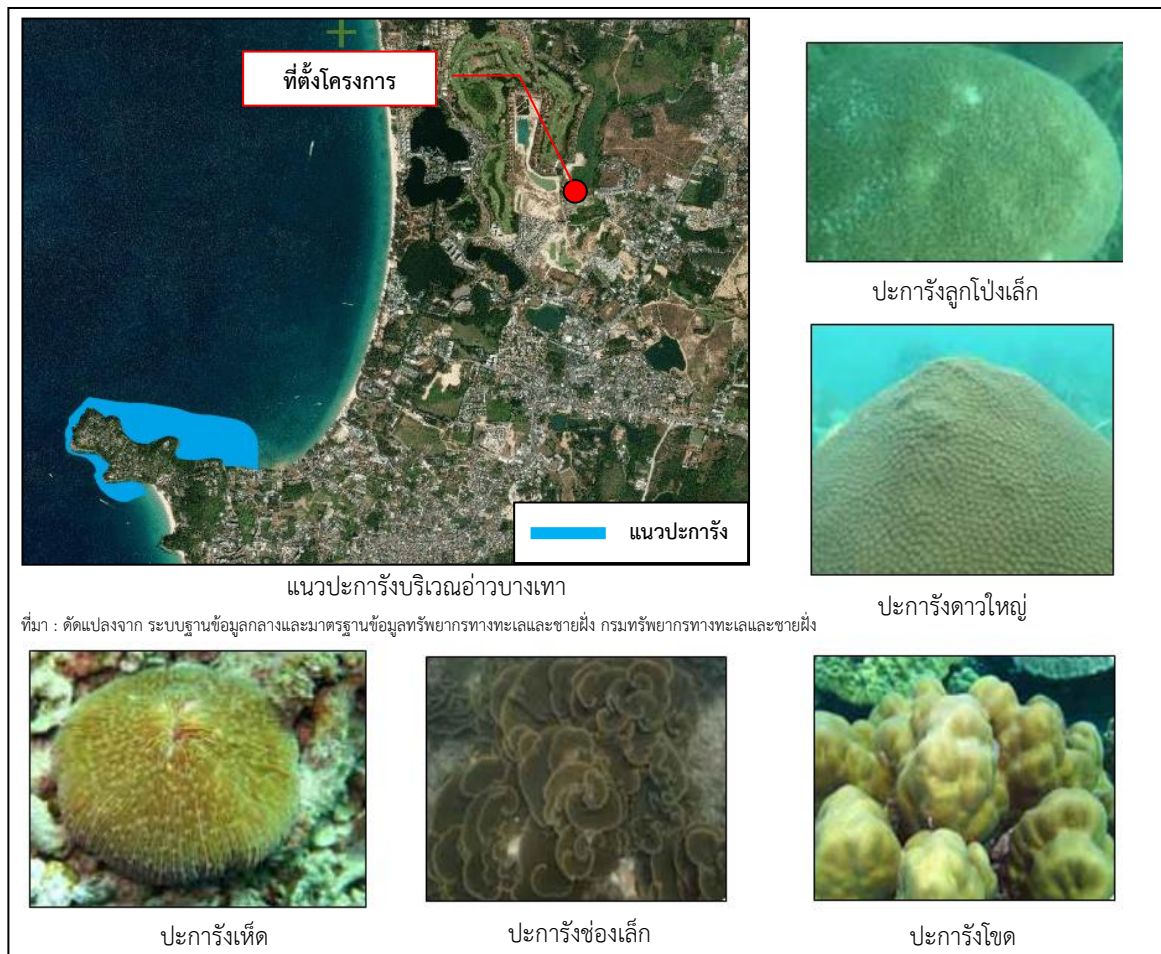 ที่ตั้งโครงการ
ปะการังลูกโป่งเล็ก
แนวปะการัง
แนวปะการังบริเวณอ่าวบางเทา
ปะการังดาวใหญ่
ที่มา : ดัดแปลงจาก ระบบฐานข้อมูลกลางและมาตรฐานข้อมูลทรัพยากรทางทะเลและชายฝั่ง กรมทรัพยากรทางทะเลและชายฝั่ง
ปะการังเห็ด
ปะการังช่องเล็ก
ปะการังโขด